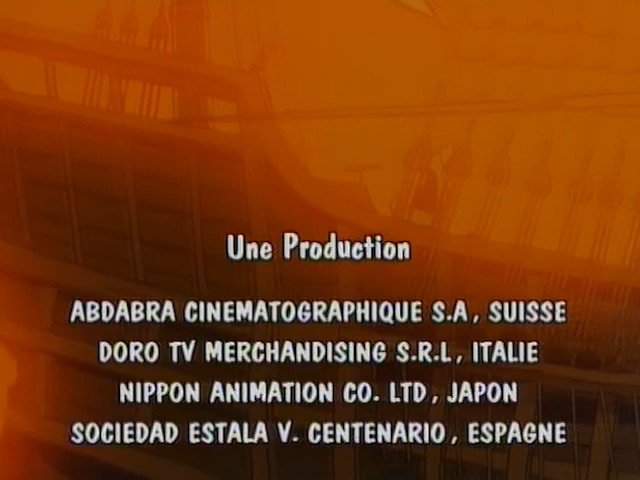 Une Production
ABDABRA CINEMATOGRAPHIQUE S.A, SUISSE
DORO TV MERCHANDISING S.R.L, ITALIE
NIPPON ANIMATION CO. LTD, JAPON
SOCIEDAD ESTALA V. CENTENARIO, ESPAGNE